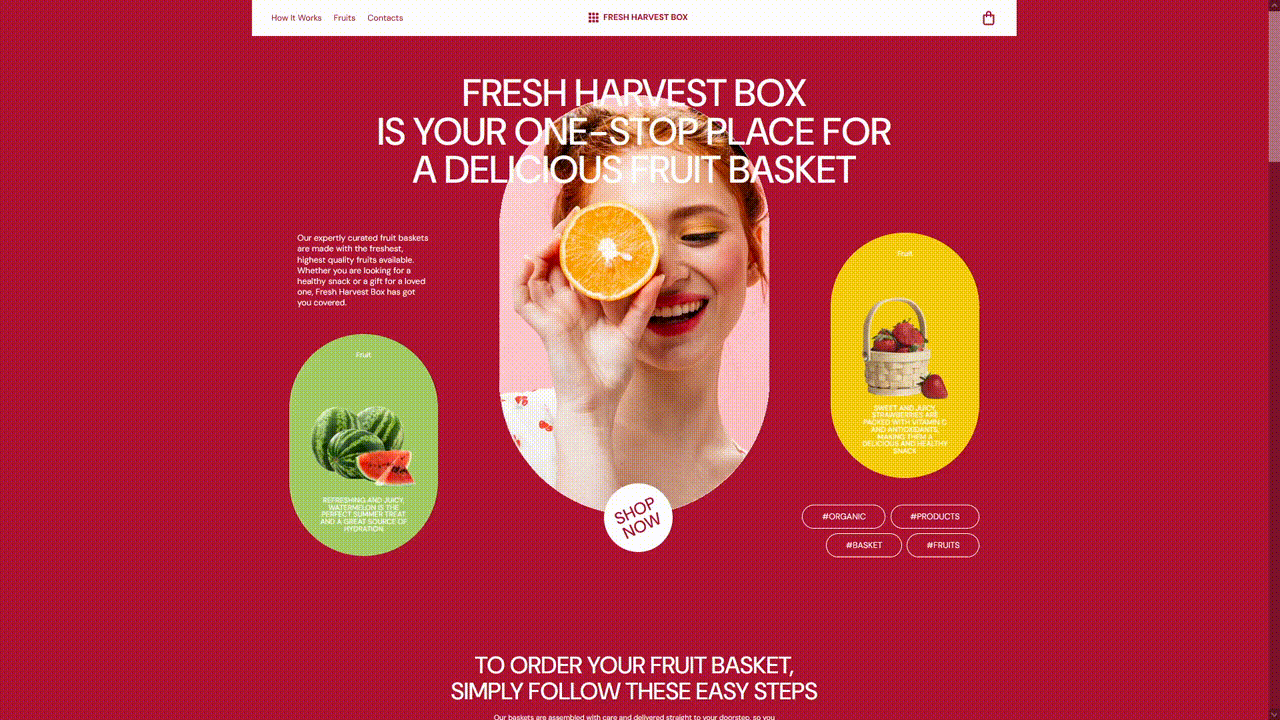 How It Works
Fruits
Contacts
FRESH HARVEST BOX
FRESH HARVEST BOX
IS YOUR ONE-STOP PLACE FOR
A DELICIOUS FRUIT BASKET
Our expertly curated fruit baskets
are made with the freshest,
highest quality fruits available.
Whether you are looking for a
healthy snack or a gift for a loved
one, Fresh Harvest Box has got
you covered.
Fruit
REFRESHING AND JUICY,
WATERMELON IS THE
PERFECT SUMMER TREAT
AND A GREAT SOURCE OF
HYDRATION
SHOP
NOW
Fruit
SWEET AND JUICY,
STRAWBERRIES ARE
PACKED WITH VITAMIN C
AND ANTIOXIDANTS,
MAKING THEM A
DELICIOUS AND HEALTHY
SNACK
#ORGANIC
#PRODUCTS
#BASKET
#FRUITS
TO ORDER YOUR FRUIT BASKET,
SIMPLY FOLLOW THESE EASY STEPS
Our baskets are assembled with care and delivered straight to your doorstep, so you